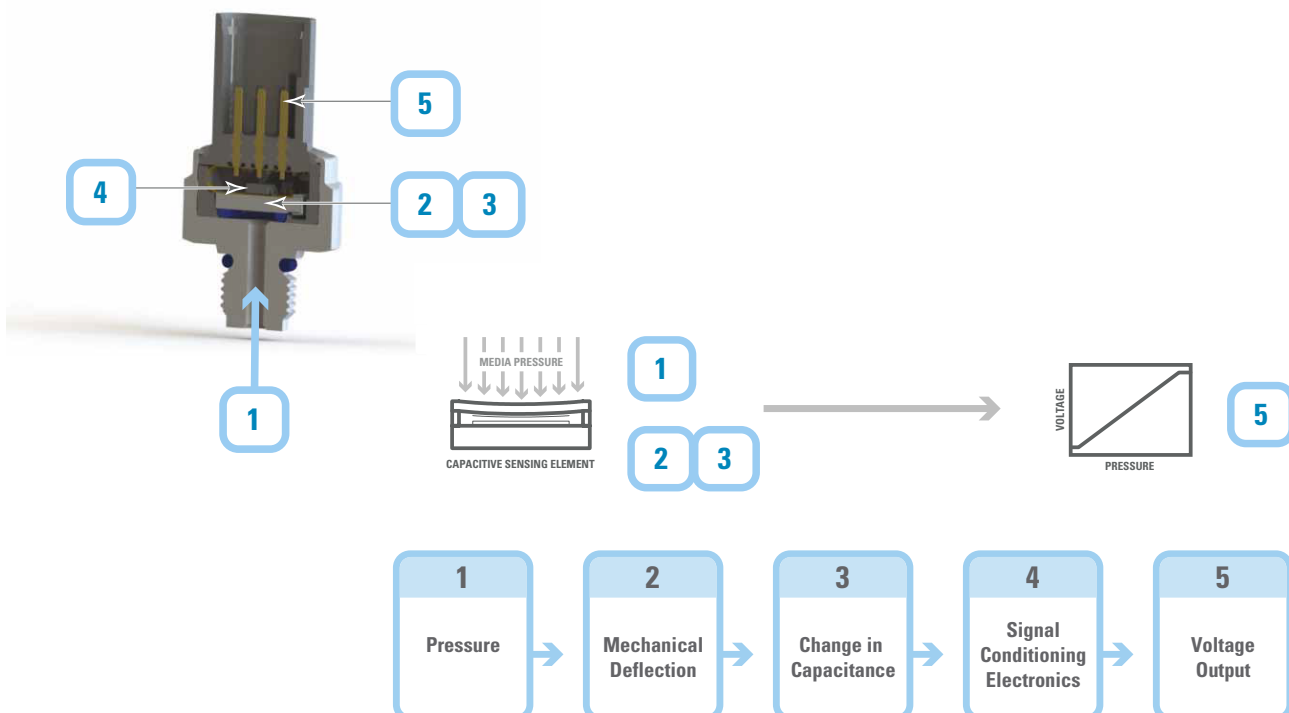 5
4
2 3
1
MEDIA PRESSURE
CAPACITIVE SENSING ELEMENT
1
2 3
VOLTAGE
PRESSURE
5
1
Pressure
2
Mechanical
Deflection
3
Change in
Capacitance
4
Signal
Conditioning
Electronics
5
Voltage
Output